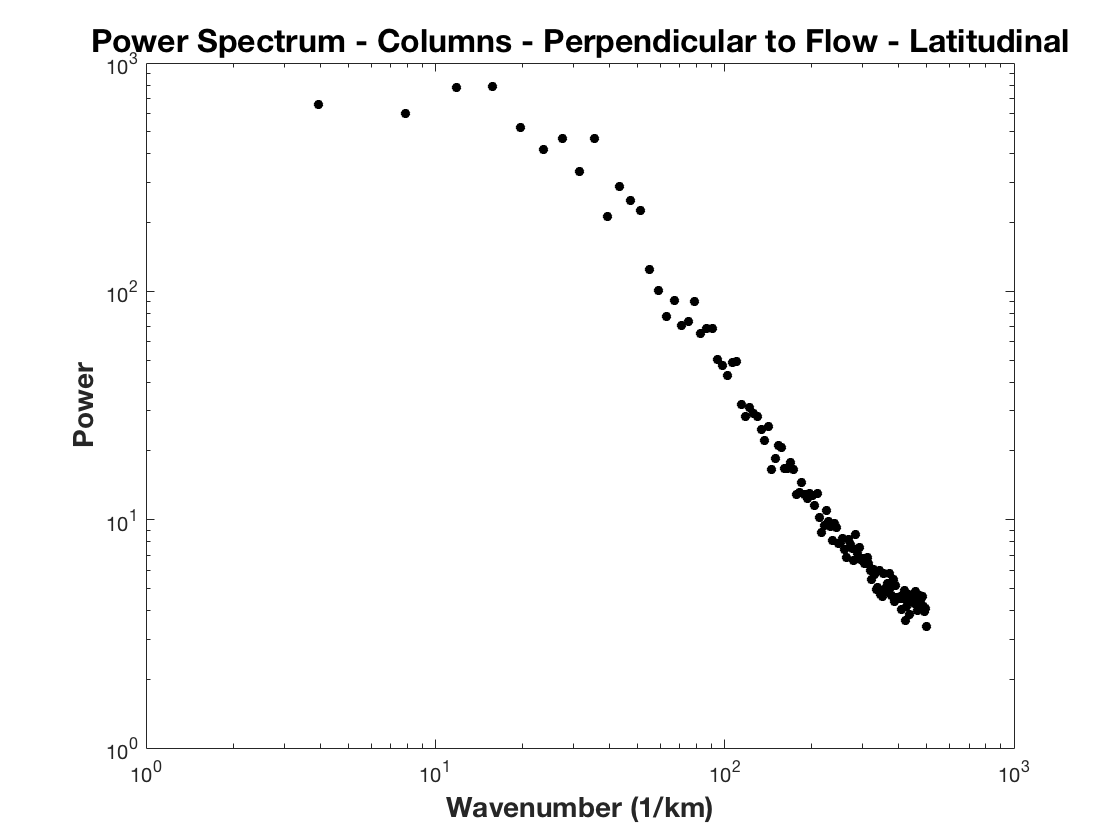 Power Spectrum - Columns - Perpendicular to Flow - Latitudinal
10^3
10^2
10^1
10^0
Power
10^0 10^1 10^2 10^3
Wavenumber (1/km)